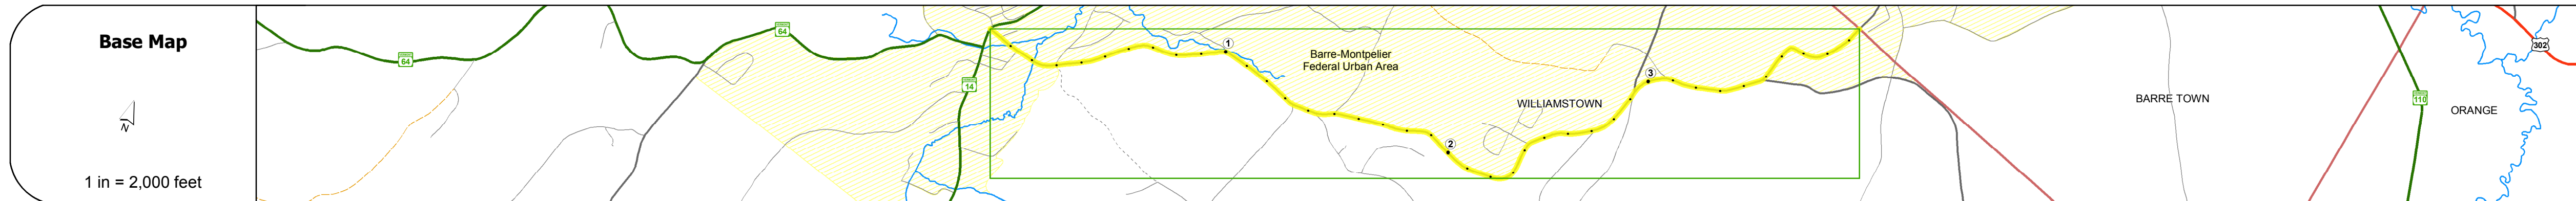 Base Map
N
1 in = 2,000 feet
64
64
14
1
Barre-Montpelier
Federal Urban Area
2
WILLIAMSTOWN
3
BARRE TOWN
110
ORANGE
302